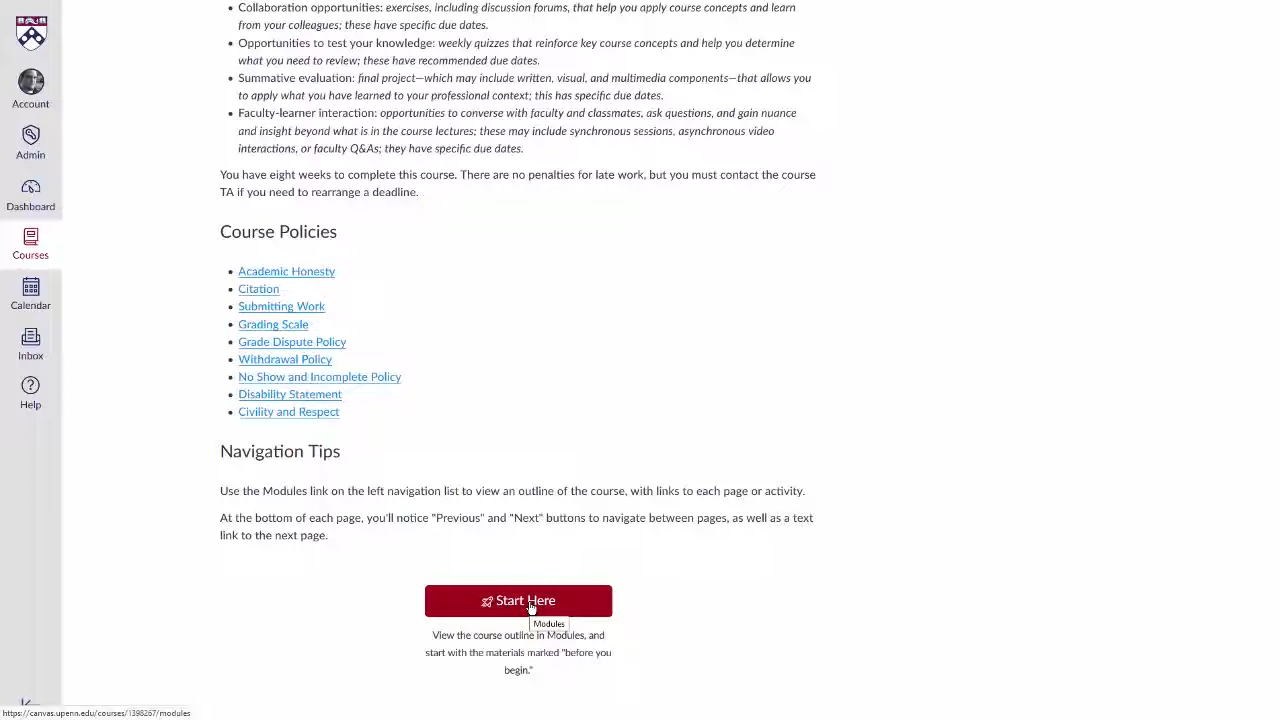 Account
Admin
Dashboard
Courses
Calendar
Inbox
Help
• Collaboration opportunities: exercises, including discussion forums, that help you apply course concepts and learn
from your colleagues; these have specific due dates.
• Opportunities to test your knowledge: weekly quizzes that reinforce key course concepts and help you determine
what you need to review; these have recommended due dates.
• Summative evaluation: final project—which may include written, visual, and multimedia components—that allows you
to apply what you have learned to your professional context; this has specific due dates.
• Faculty-learner interaction: opportunities to converse with faculty and classmates, ask questions, and gain nuance
and insight beyond what is in the course lectures; these may include synchronous sessions, asynchronous video
interactions, or faculty Q&As; they have specific due dates.
You have eight weeks to complete this course. There are no penalties for late work, but you must contact the course
TA if you need to rearrange a deadline.
Course Policies
• Academic Honesty
• Citation
• Submitting Work
• Grading Scale
• Grade Dispute Policy
• Withdrawal Policy
• No Show and Incomplete Policy
• Disability Statement
• Civility and Respect
Navigation Tips
Use the Modules link on the left navigation list to view an outline of the course, with links to each page or activity.
At the bottom of each page, you'll notice "Previous" and "Next" buttons to navigate between pages, as well as a text
link to the next page.
Start Here
Modules
View the course outline in Modules, and
start with the materials marked "before you
begin."
https://canvas.upenn.edu/courses/1398267/modules